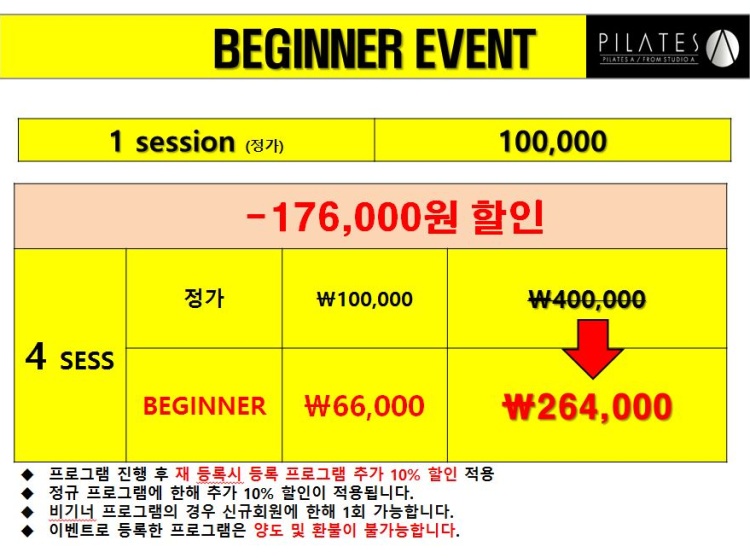 BEGINNER EVENT
PILATES A
PILATES A / FROM STUDIO A
1 session (정가) 100,000
-176,000원 할인
4 SESS
정가 ₩100,000 ₩400,000
BEGINNER ₩66,000 ₩264,000
◆ 프로그램 진행 후 재 등록시 등록 프로그램 추가 10% 할인 적용
◆ 정규 프로그램에 한해 추가 10% 할인이 적용됩니다.
◆ 비기너 프로그램의 경우 신규회원에 한해 1회 가능합니다.
◆ 이벤트로 등록한 프로그램은 양도 및 환불이 불가능합니다.